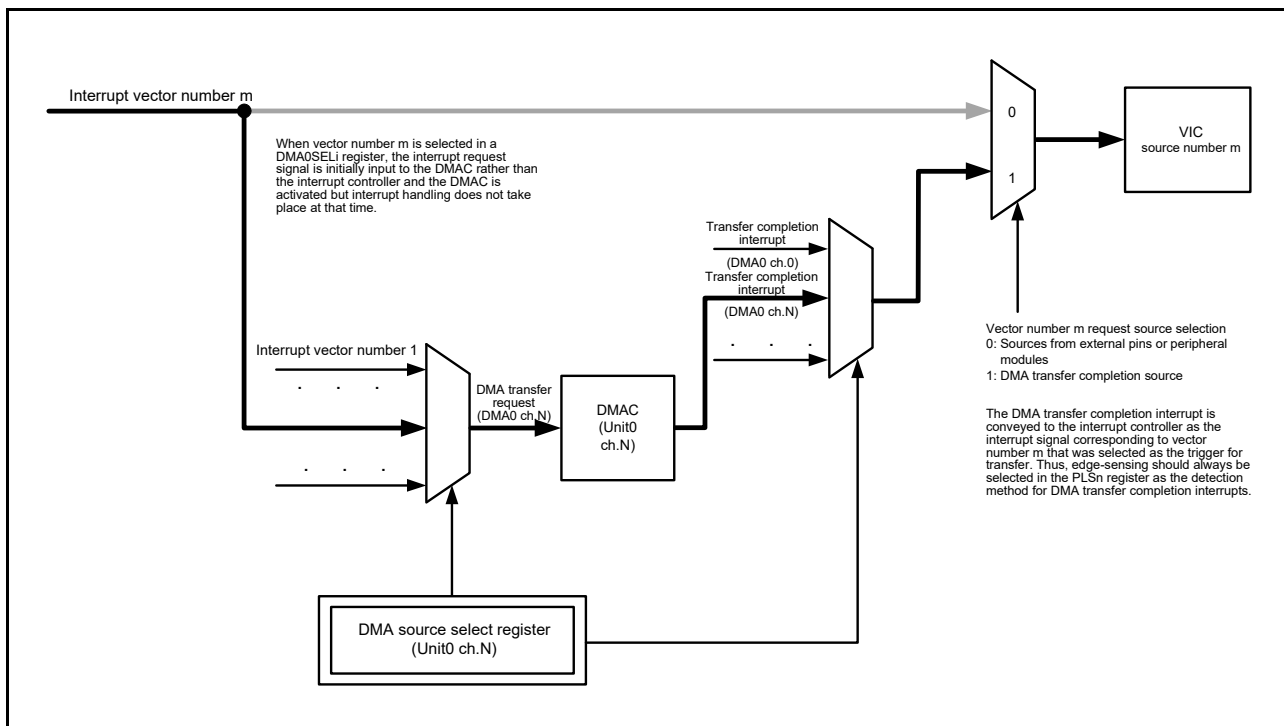 Interrupt vector number m
When vector number m is selected in a
DMA0SELi register, the interrupt request
signal is initially input to the DMAC rather than
the interrupt controller and the DMAC is
activated but interrupt handling does not take
place at that time.
0
1
VIC
source number m
Transfer completion
interrupt
(DMA0 ch.0)
Transfer completion
interrupt
(DMA0 ch.N)
. . .
Interrupt vector number 1
. . .
. . .
DMA transfer
request
(DMA0 ch.N)
DMAC
(Unit0
ch.N)
Vector number m request source selection
0: Sources from external pins or peripheral
modules
1: DMA transfer completion source
The DMA transfer completion interrupt is
conveyed to the interrupt controller as the
interrupt signal corresponding to vector
number m that was selected as the trigger for
transfer. Thus, edge-sensing should always be
selected in the PLSn register as the detection
method for DMA transfer completion interrupts.
DMA source select register
(Unit0 ch.N)